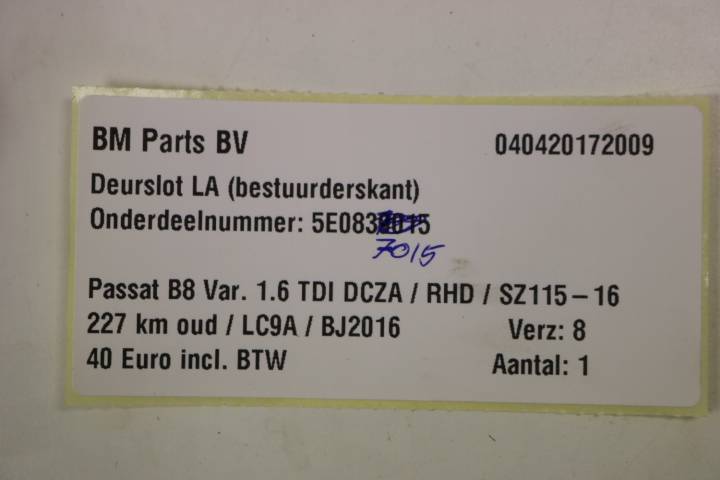 BM Parts BV 040420172009
Deurslot LA (bestuurderskant)
Onderdeelnummer: 5E083
7015
Passat B8 Var. 1.6 TDI DCZA / RHD / SZ115-16
227 km oud / LC9A / BJ2016 Verz: 8
40 Euro incl. BTW Aantal: 1